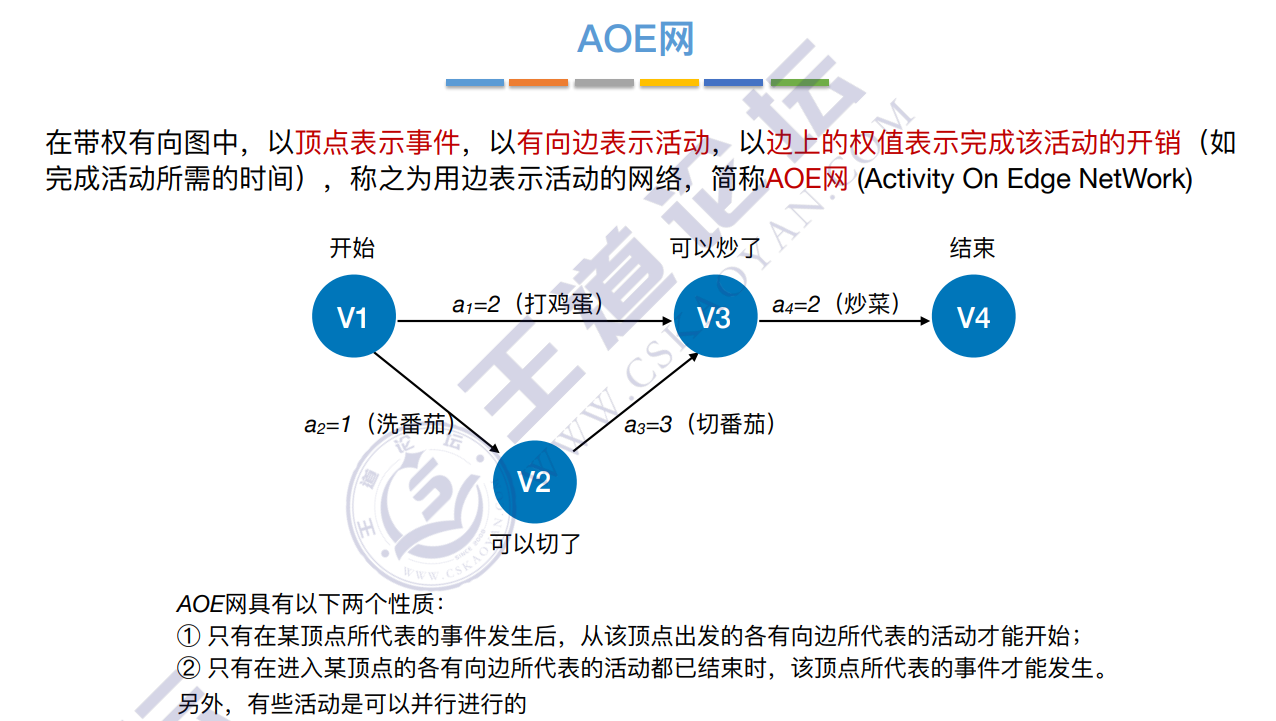 AOE网
在带权有向图中，以顶点表示事件，以有向边表示活动，以边上的权值表示完成该活动的开销（如
完成活动所需的时间），称之为用边表示活动的网络，简称AOE网 (Activity On Edge NetWork)
开始
可以炒了
结束
a₁=2（打鸡蛋）
a₄=2（炒菜）
V1
V3
V4
a₂=1（洗番茄）
a₃=3（切番茄）
V2
可以切了
AOE网具有以下两个性质：
① 只有在某顶点所代表的事件发生后，从该顶点出发的各有向边所代表的活动才能开始；
② 只有在进入某顶点的各有向边所代表的活动都已结束时，该顶点所代表的事件才能发生。
另外，有些活动是可以并行进行的
王道论坛
WWW.CSKAOYAN.COM
王道论坛